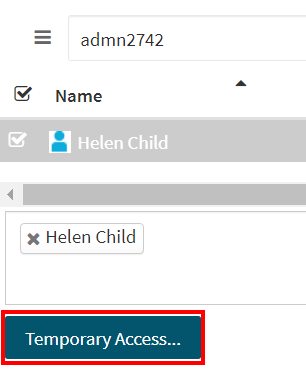 admn2742
Name
Helen Child
Helen Child
Temporary Access...